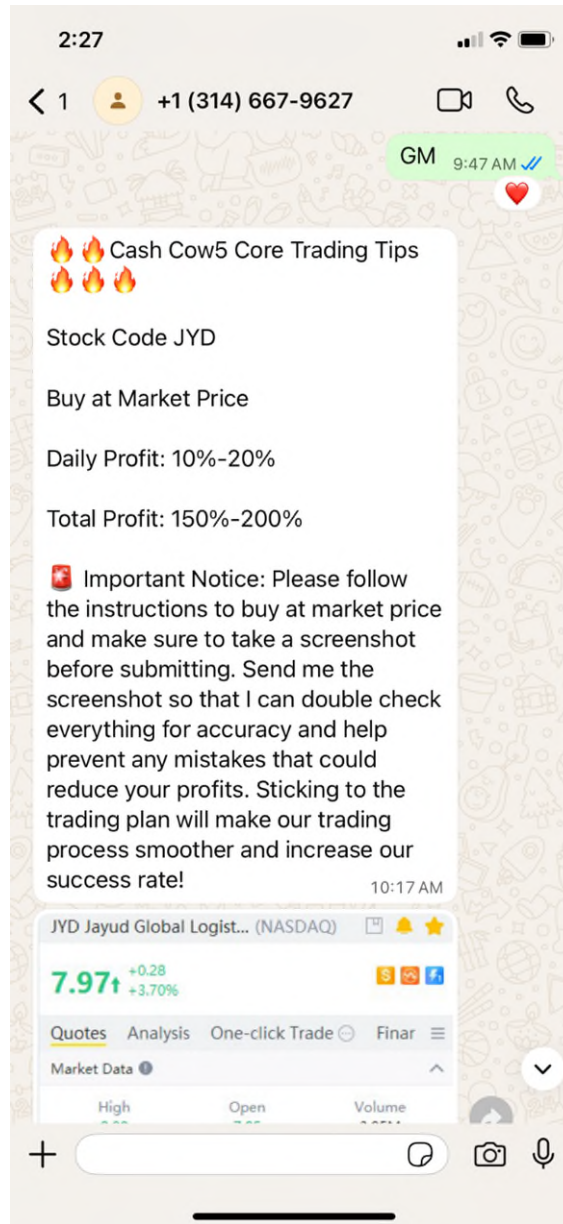 2:27
1 +1 (314) 667-9627
GM 9:47 AM
🔥🔥Cash Cow5 Core Trading Tips
🔥🔥🔥
Stock Code JYD
Buy at Market Price
Daily Profit: 10%-20%
Total Profit: 150%-200%
🚨 Important Notice: Please follow
the instructions to buy at market price
and make sure to take a screenshot
before submitting. Send me the
screenshot so that I can double check
everything for accuracy and help
prevent any mistakes that could
reduce your profits. Sticking to the
trading plan will make our trading
process smoother and increase our
success rate! 10:17 AM
JYD Jayud Global Logist... (NASDAQ)
7.97↑ +0.28
+3.70%
Quotes Analysis One-click Trade Finar
Market Data
High Open Volume